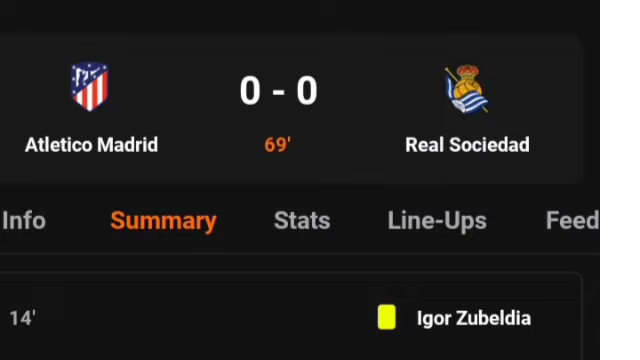 0 - 0
Atletico Madrid 69' Real Sociedad
Info Summary Stats Line-Ups Feed
14' Igor Zubeldia